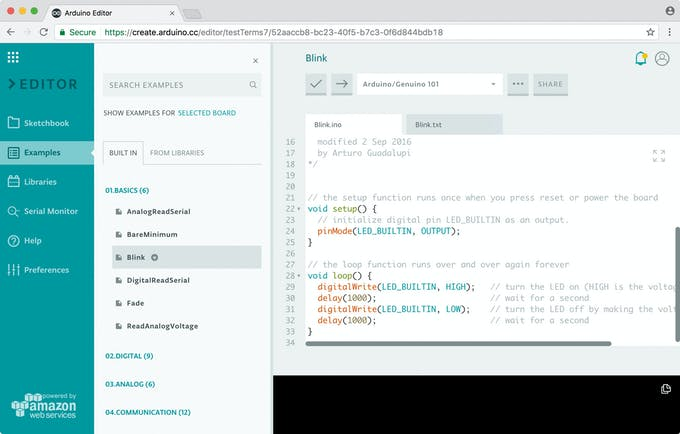 Arduino Editor
Secure
https://create.arduino.cc/editor/testTerms7/52aaccb8-bc23-40f5-b7c3-0f6d844bdb18
EDITOR
Sketchbook
Examples
Libraries
Serial Monitor
Help
Preferences
powered by
amazon
web services
SEARCH EXAMPLES
SHOW EXAMPLES FOR SELECTED BOARD
BUILT IN
FROM LIBRARIES
01.BASICS (6)
AnalogReadSerial
BareMinimum
Blink
DigitalReadSerial
Fade
ReadAnalogVoltage
02.DIGITAL (9)
03.ANALOG (6)
04.COMMUNICATION (12)
Blink
Arduino/Genuino 101
SHARE
Blink.ino
Blink.txt
16 modified 2 Sep 2016
17 by Arturo Guadalupi
18 */
19
20
21 // the setup function runs once when you press reset or power the board
22 void setup() {
23 // initialize digital pin LED_BUILTIN as an output.
24 pinMode(LED_BUILTIN, OUTPUT);
25 }
26
27 // the loop function runs over and over again forever
28 void loop() {
29 digitalWrite(LED_BUILTIN, HIGH); // turn the LED on (HIGH is the voltag
30 delay(1000); // wait for a second
31 digitalWrite(LED_BUILTIN, LOW); // turn the LED off by making the volt
32 delay(1000); // wait for a second
33 }
34